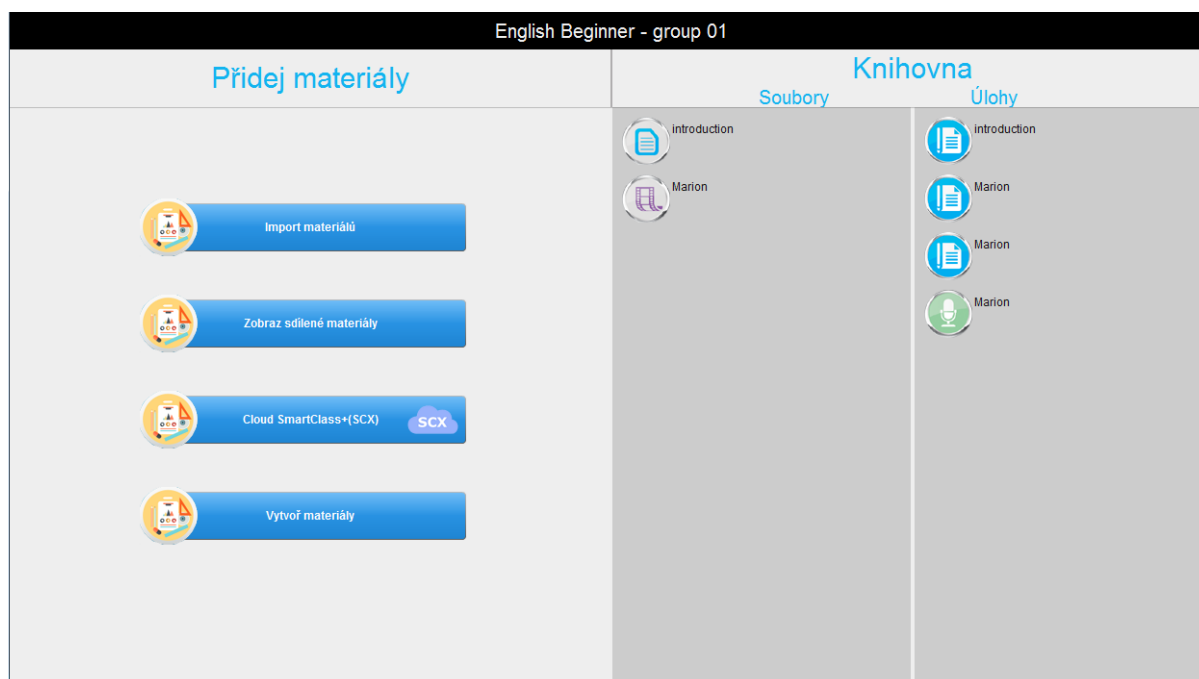 English Beginner - group 01
Přidej materiály
Import materiálů
Zobraz sdílené materiály
Cloud SmartClass+(SCX)
SCX
Vytvoř materiály
Knihovna
Soubory
Úlohy
introduction
Marion
introduction
Marion
Marion
Marion